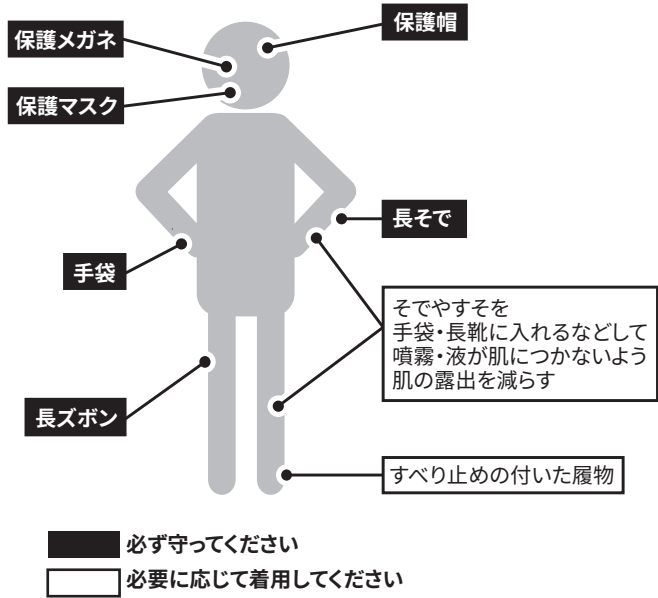 保護帽
保護メガネ
保護マスク
長そで
手袋
そでやすそを
手袋・長靴に入れるなどして
噴霧・液が肌につかないよう
肌の露出を減らす
長ズボン
すべり止めの付いた履物
必ず守ってください
必要に応じて着用してください